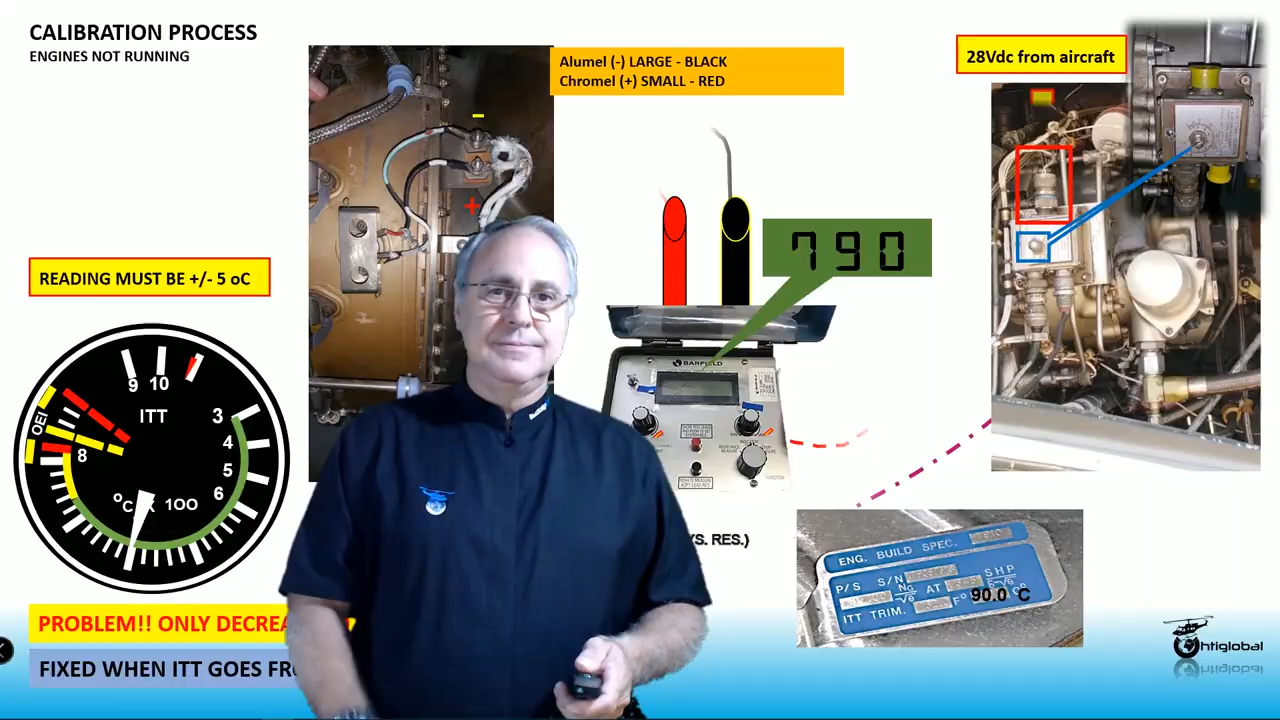 CALIBRATION PROCESS
ENGINES NOT RUNNING
Alumel (-) LARGE - BLACK
Chromel (+) SMALL - RED
28Vdc from aircraft
-
+
790
READING MUST BE +/- 5 oC
BARFIELD
9 10
ITT
3
4
5
6
8
OEI
°C X 100
FUNCTION
(S. RES.)
ENG. BUILD SPEC.
P/S S/N SHP
AT
ITT TRIM. F° 90.0 C
PROBLEM!! ONLY DECREA
FIXED WHEN ITT GOES FR
htiglobal